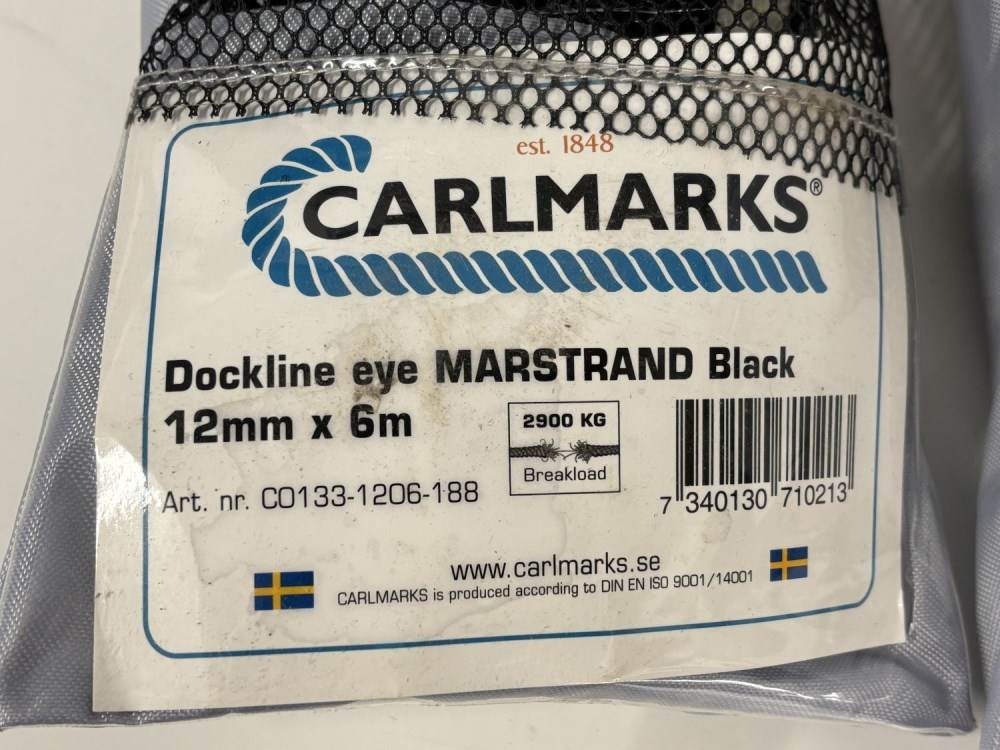 est. 1848
CARLMARKS®
Dockline eye MARSTRAND Black
12mm x 6m
2900 KG
Breakload
Art. nr. C0133-1206-188
7 340130 710213
www.carlmarks.se
CARLMARKS is produced according to DIN EN ISO 9001/14001